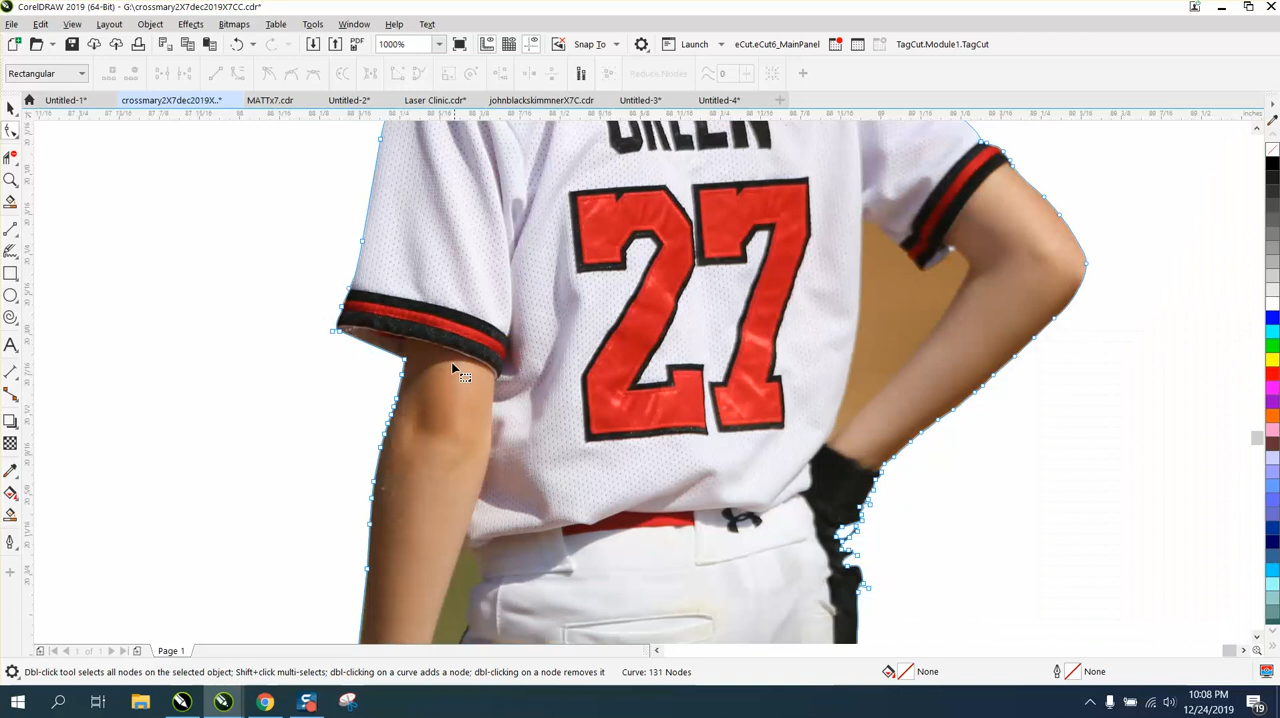 CorelDRAW 2019 (64-Bit) - G:\crossmary2X7dec2019X7CC.cdr*
File Edit View Layout Object Effects Bitmaps Table Tools Window Help Text
PDF 1000% Snap To Launch eCut.eCut6_MainPanel TagCut.Module1.TagCut
Rectangular Reduce Nodes 0
Untitled-1* crossmary2X7dec2019X..* MATTx7.cdr Untitled-2* Laser Clinic.cdr* johnblackskimmnerX7C.cdr Untitled-3* Untitled-4*
inches
GREEN
27
1 of 1 Page 1
Dbl-click tool selects all nodes on the selected object; Shift+click multi-selects; dbl-clicking on a curve adds a node; dbl-clicking on a node removes it Curve: 131 Nodes None None
10:08 PM
12/24/2019
19